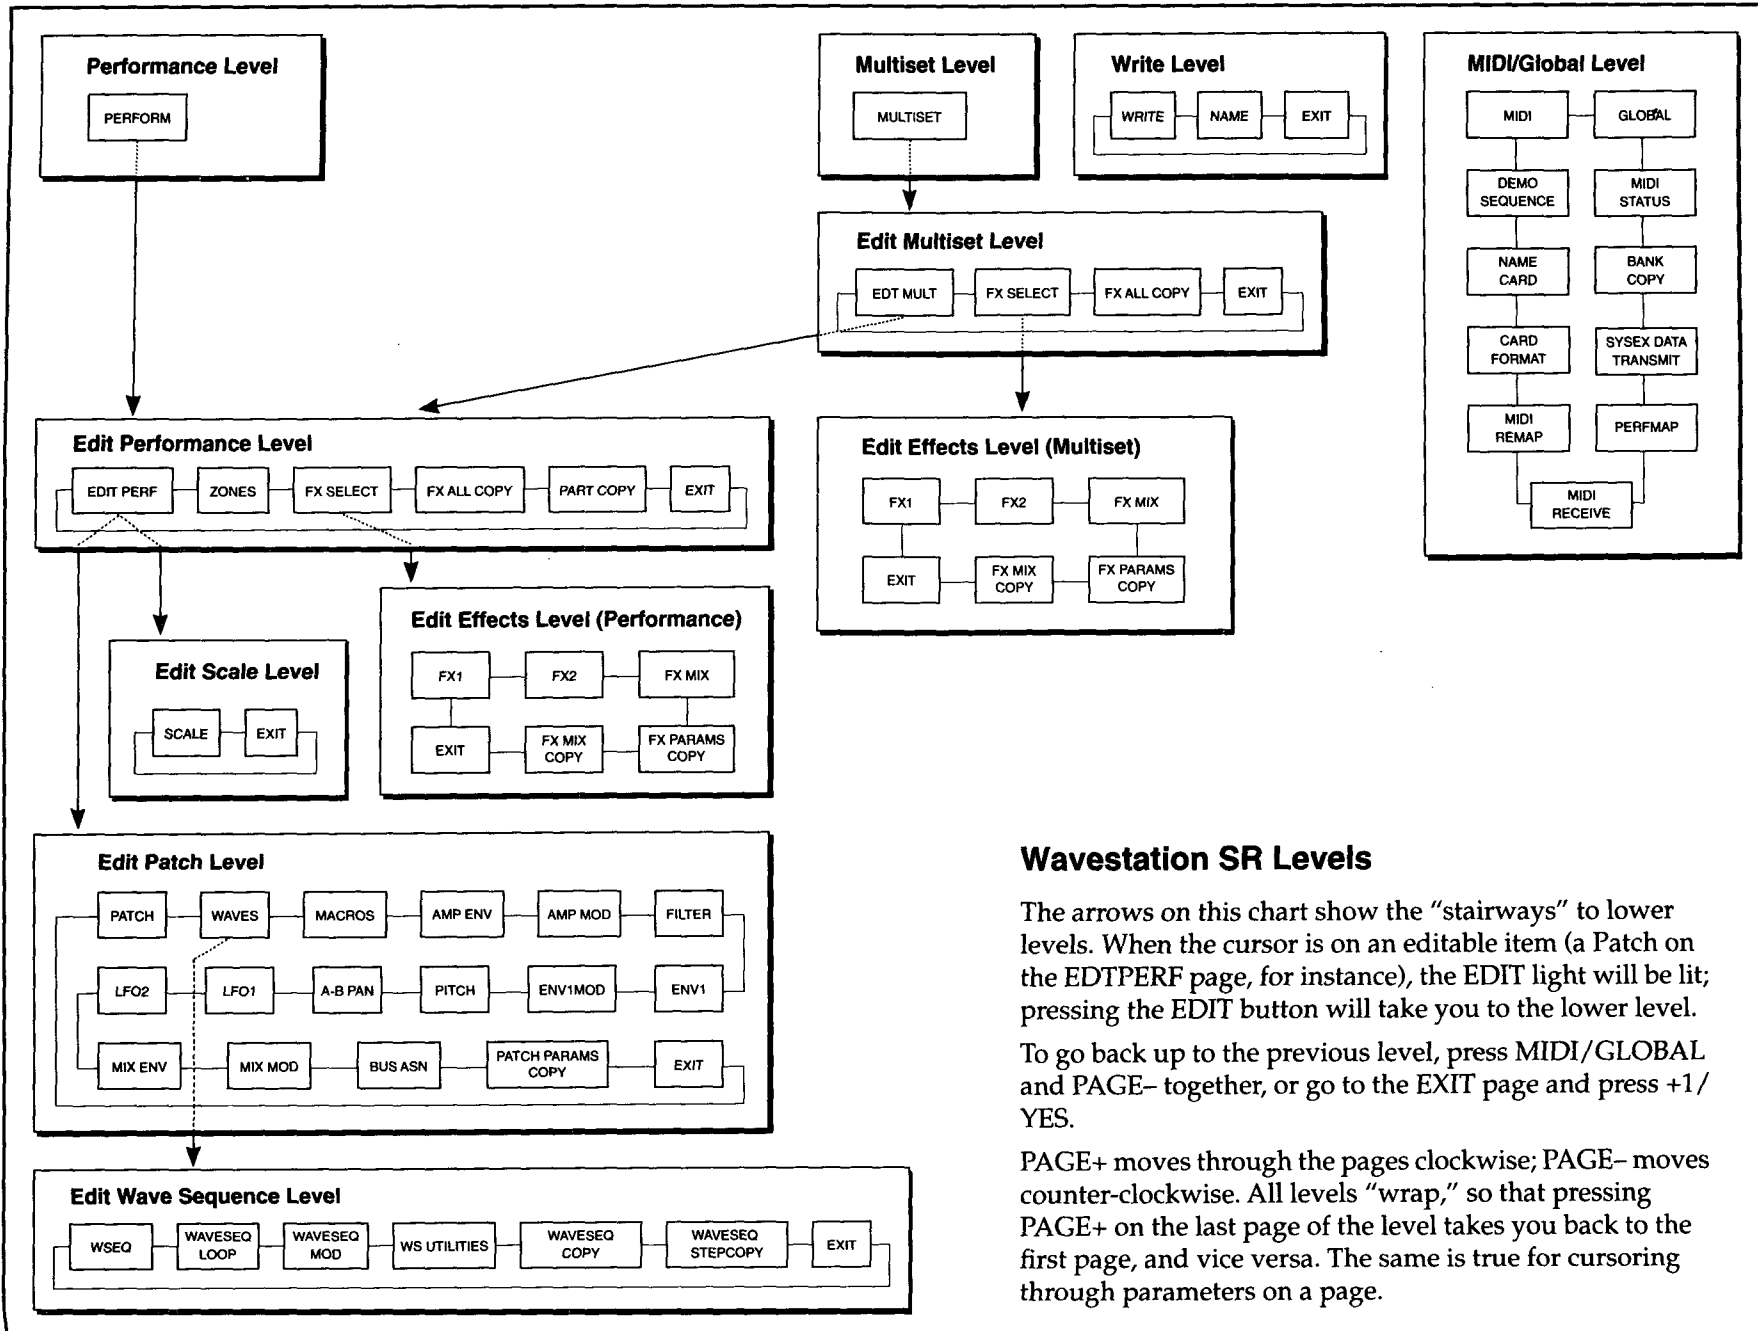 Performance Level
PERFORM
Multiset Level
MULTISET
Write Level
WRITE
NAME
EXIT
MIDI/Global Level
MIDI
GLOBAL
DEMO
SEQUENCE
MIDI
STATUS
NAME
CARD
BANK
COPY
CARD
FORMAT
SYSEX DATA
TRANSMIT
MIDI
REMAP
PERFMAP
MIDI
RECEIVE
Edit Multiset Level
EDT MULT
FX SELECT
FX ALL COPY
EXIT
Edit Performance Level
EDIT PERF
ZONES
FX SELECT
FX ALL COPY
PART COPY
EXIT
Edit Effects Level (Multiset)
FX1
FX2
FX MIX
EXIT
FX MIX
COPY
FX PARAMS
COPY
Edit Effects Level (Performance)
FX1
FX2
FX MIX
EXIT
FX MIX
COPY
FX PARAMS
COPY
Edit Scale Level
SCALE
EXIT
Edit Patch Level
PATCH
WAVES
MACROS
AMP ENV
AMP MOD
FILTER
LFO2
LFO1
A-B PAN
PITCH
ENV1MOD
ENV1
MIX ENV
MIX MOD
BUS ASN
PATCH PARAMS
COPY
EXIT
Edit Wave Sequence Level
WSEQ
WAVESEQ
LOOP
WAVESEQ
MOD
WS UTILITIES
WAVESEQ
COPY
WAVESEQ
STEPCOPY
EXIT
Wavestation SR Levels
The arrows on this chart show the “stairways” to lower
levels. When the cursor is on an editable item (a Patch on
the EDTPERF page, for instance), the EDIT light will be lit;
pressing the EDIT button will take you to the lower level.
To go back up to the previous level, press MIDI/GLOBAL
and PAGE– together, or go to the EXIT page and press +1/
YES.
PAGE+ moves through the pages clockwise; PAGE– moves
counter-clockwise. All levels “wrap,” so that pressing
PAGE+ on the last page of the level takes you back to the
first page, and vice versa. The same is true for cursoring
through parameters on a page.